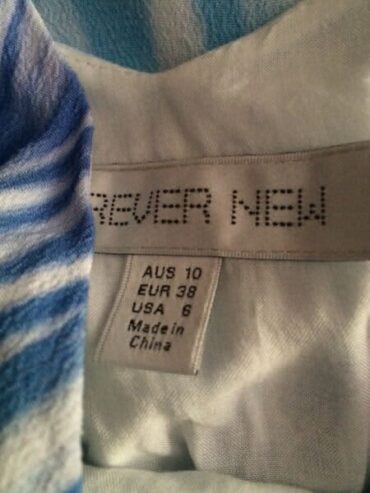 REVER NEW
AUS 10
EUR 38
USA 6
Made in
China